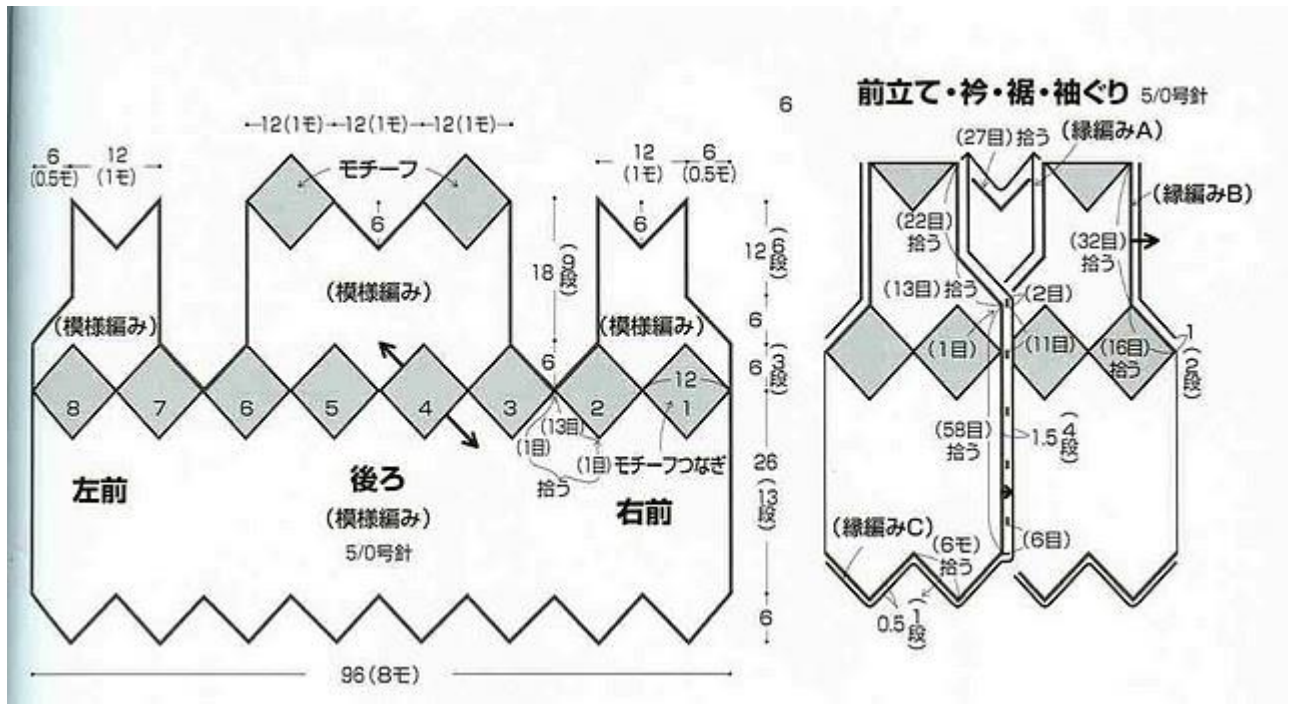 6
前立て・衿・裾・袖ぐり 5/0号針
12(1モ) 12(1モ) 12(1モ)
6
(0.5モ)
12
(1モ)
モチーフ
12
(1モ)
6
(0.5モ)
6
6
18
(9段)
12
(6段)
(模様編み)
(模様編み)
(模様編み)
6
6
6
(3段)
8
7
6
5
4
3
2
1
12
(1目)
(13目)
(1目)
拾う
モチーフつなぎ
左前
後ろ
(模様編み)
5/0号針
右前
26
(13段)
6
96(8モ)
(27目)拾う
(縁編みA)
(縁編みB)
(22目)
拾う
(32目)
拾う
(13目)拾う
(2目)
(1目)
(11目)
(16目)
拾う
1
(2段)
(58目)
拾う
1.5
(4段)
(縁編みC)
(6モ)
拾う
(6目)
0.5
(1段)